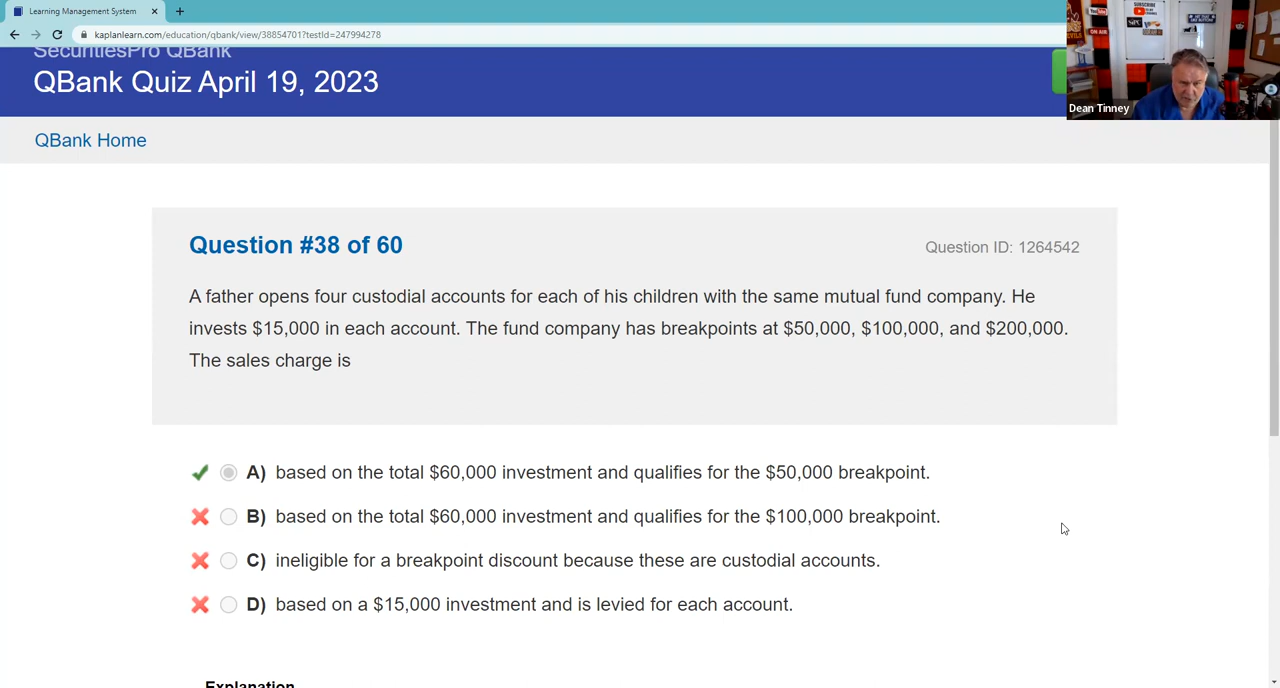 Learning Management System
kaplanlearn.com/education/qbank/view/38854701?testId=247994278
SecuritiesPro QBank
QBank Quiz April 19, 2023
SUBSCRIBE
ON AIR
Dean Tinney
QBank Home
Question #38 of 60
Question ID: 1264542
A father opens four custodial accounts for each of his children with the same mutual fund company. He
invests $15,000 in each account. The fund company has breakpoints at $50,000, $100,000, and $200,000.
The sales charge is
A) based on the total $60,000 investment and qualifies for the $50,000 breakpoint.
B) based on the total $60,000 investment and qualifies for the $100,000 breakpoint.
C) ineligible for a breakpoint discount because these are custodial accounts.
D) based on a $15,000 investment and is levied for each account.
Explanation